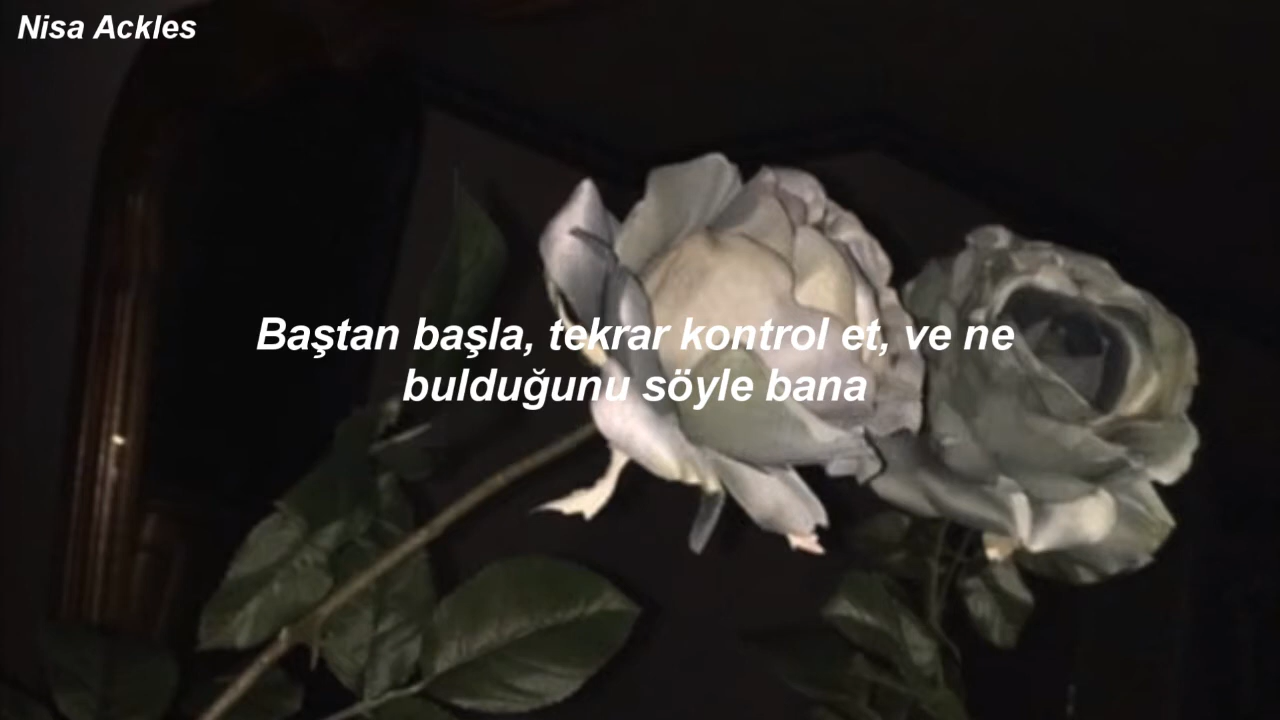 Nisa Ackles
Baştan başla, tekrar kontrol et, ve ne
bulduğunu söyle bana